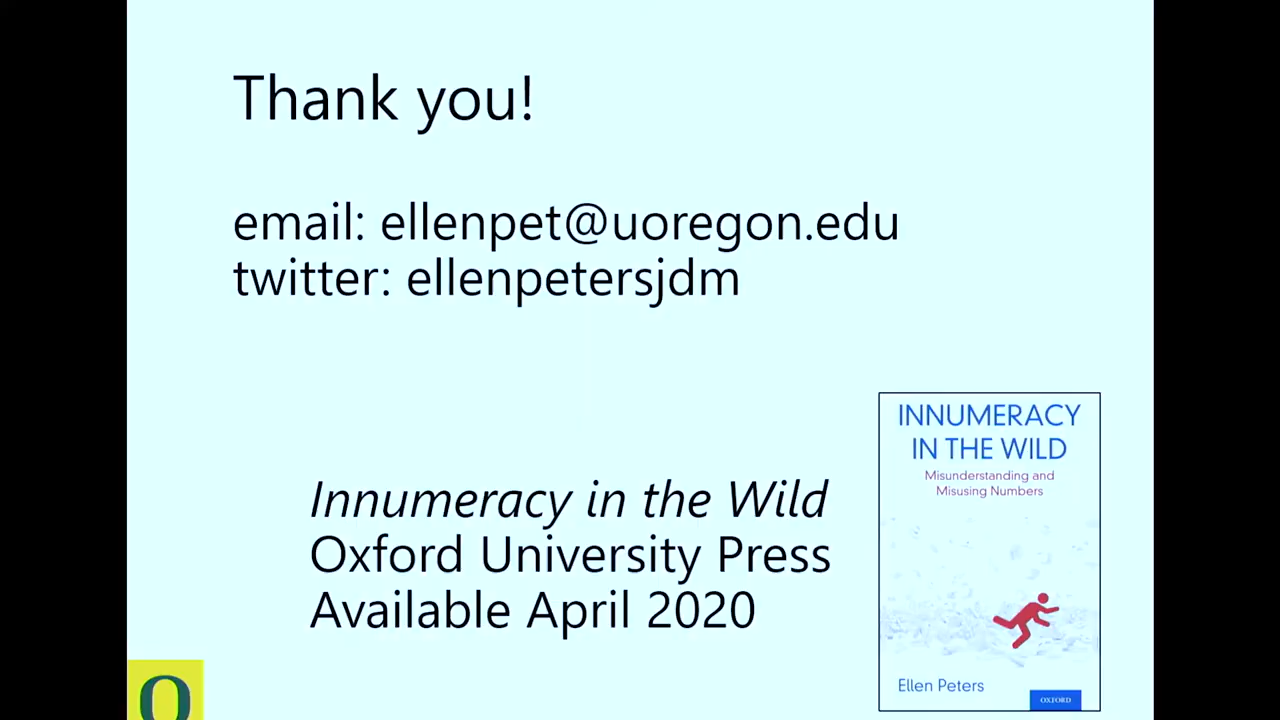 Thank you!
email: ellenpet@uoregon.edu
twitter: ellenpetersjdm
Innumeracy in the Wild
Oxford University Press
Available April 2020
INNUMERACY
IN THE WILD
Misunderstanding and
Misusing Numbers
Ellen Peters
OXFORD
O